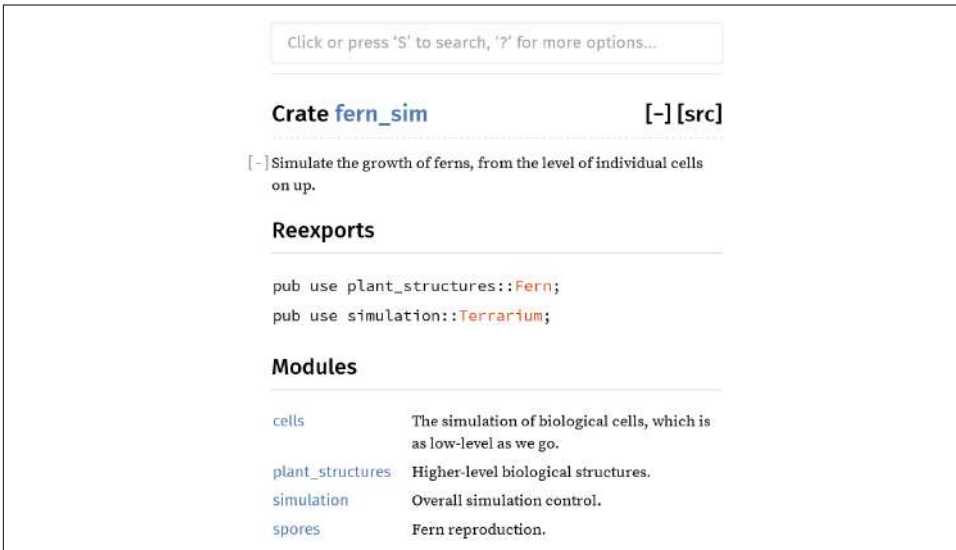 Click or press ‘S’ to search, ‘?’ for more options...
Crate fern_sim [-] [src]
[-] Simulate the growth of ferns, from the level of individual cells
on up.
Reexports
pub use plant_structures::Fern;
pub use simulation::Terrarium;
Modules
cells The simulation of biological cells, which is
as low-level as we go.
plant_structures Higher-level biological structures.
simulation Overall simulation control.
spores Fern reproduction.